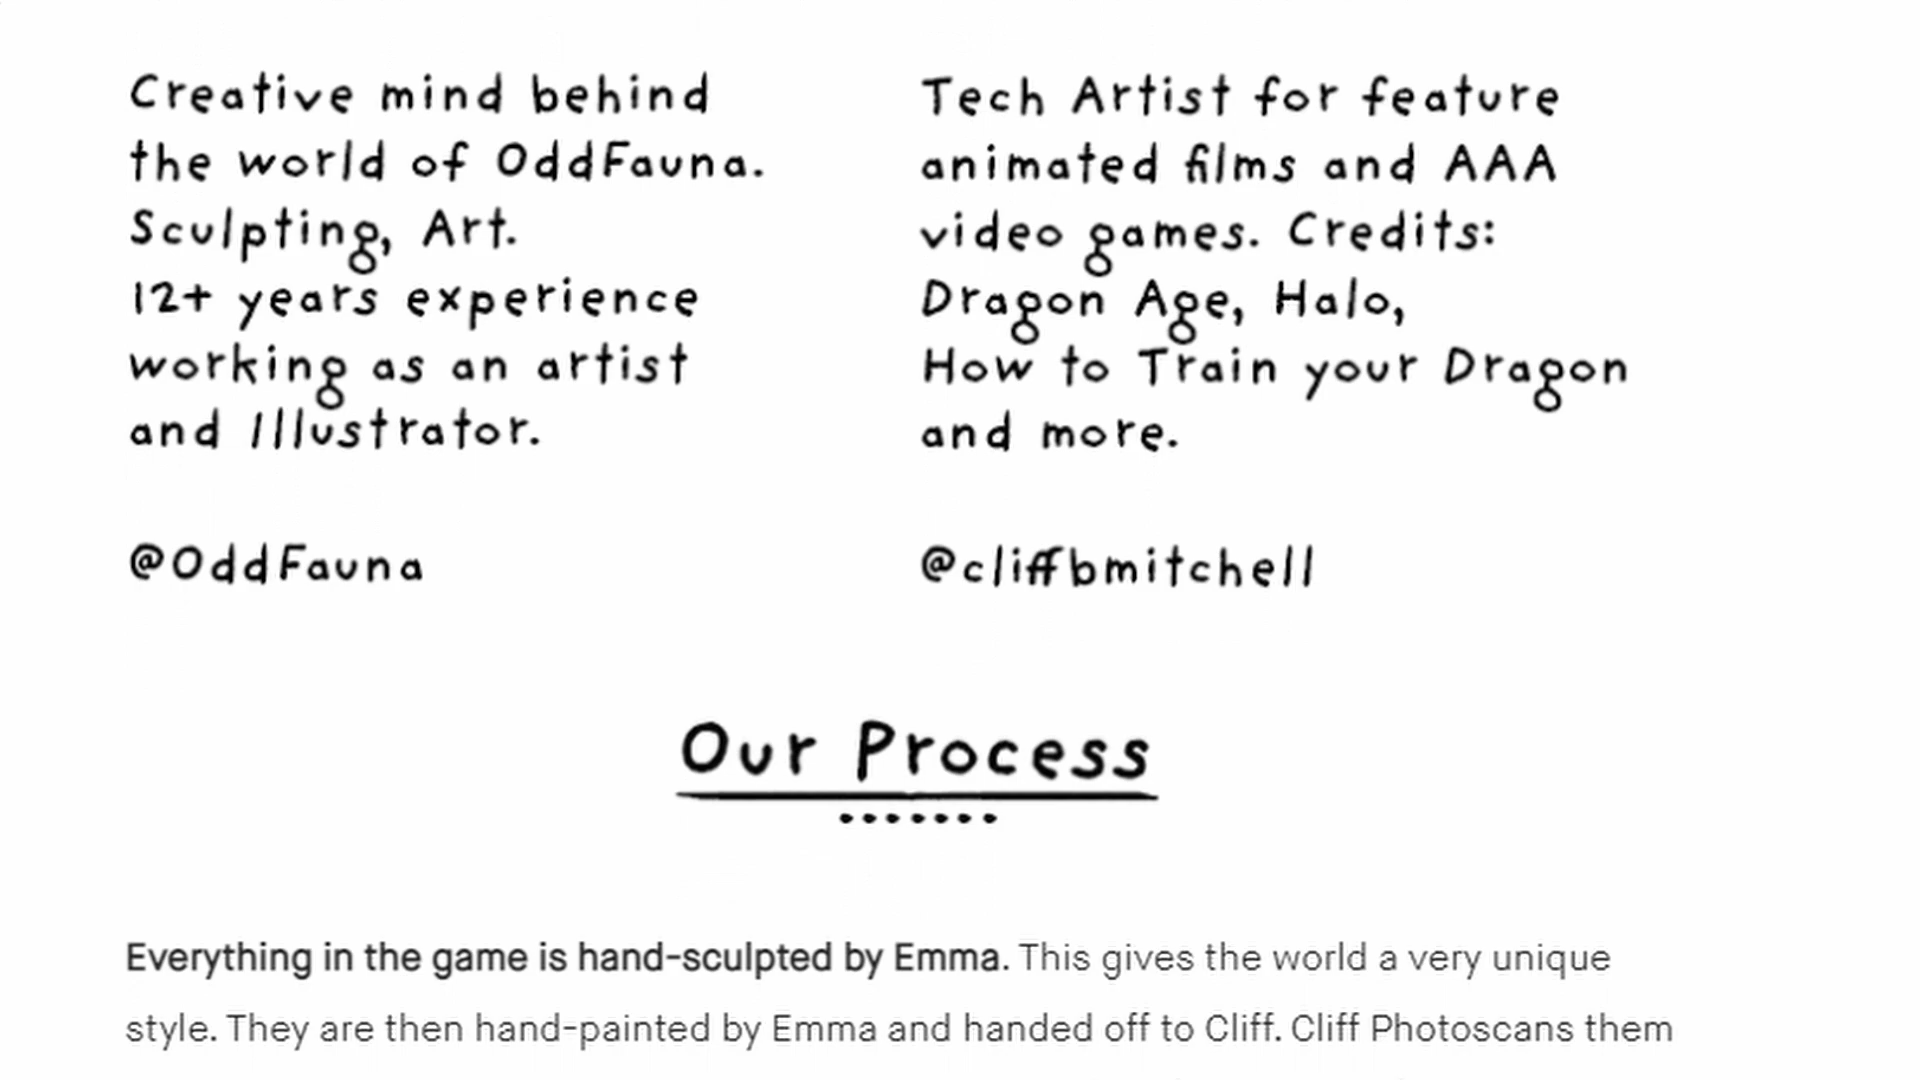 Creative mind behind
the world of OddFauna.
Sculpting, Art.
12+ years experience
working as an artist
and Illustrator.
@OddFauna
Tech Artist for feature
animated films and AAA
video games. Credits:
Dragon Age, Halo,
How to Train your Dragon
and more.
@cliffbmitchell
Our Process
Everything in the game is hand-sculpted by Emma. This gives the world a very unique
style. They are then hand-painted by Emma and handed off to Cliff. Cliff Photoscans them